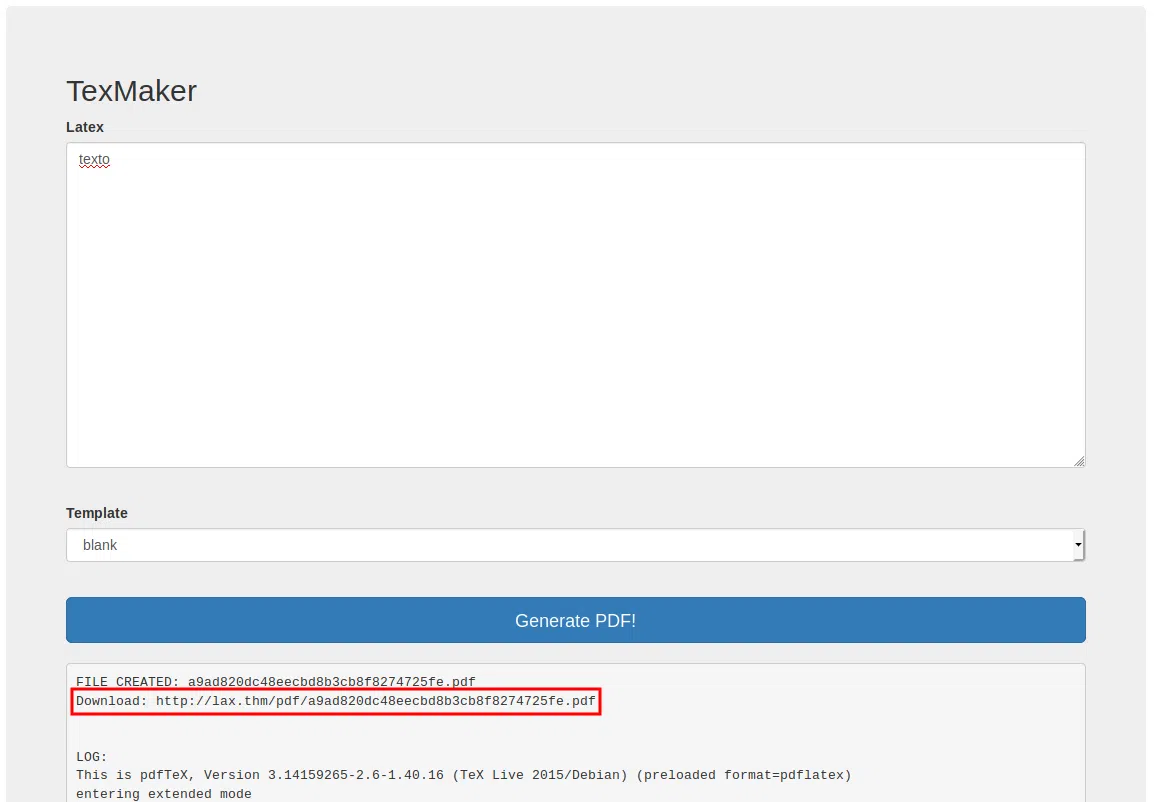 TexMaker
Latex
texto
Template
blank
Generate PDF!
FILE CREATED: a9ad820dc48eecbd8b3cb8f8274725fe.pdf
Download: http://lax.thm/pdf/a9ad820dc48eecbd8b3cb8f8274725fe.pdf
LOG:
This is pdfTeX, Version 3.14159265-2.6-1.40.16 (TeX Live 2015/Debian) (preloaded format=pdflatex)
entering extended mode